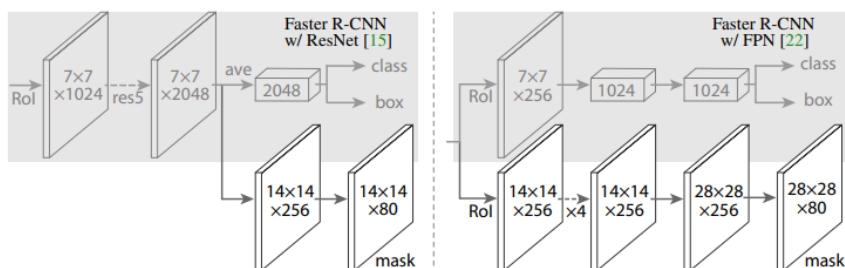 Faster R-CNN
w/ ResNet [15]
RoI
7×7
×1024
res5
7×7
×2048
ave
2048
class
box
14×14
×256
14×14
×80
mask
Faster R-CNN
w/ FPN [22]
RoI
7×7
×256
1024
1024
class
box
RoI
14×14
×256
×4
14×14
×256
28×28
×256
28×28
×80
mask